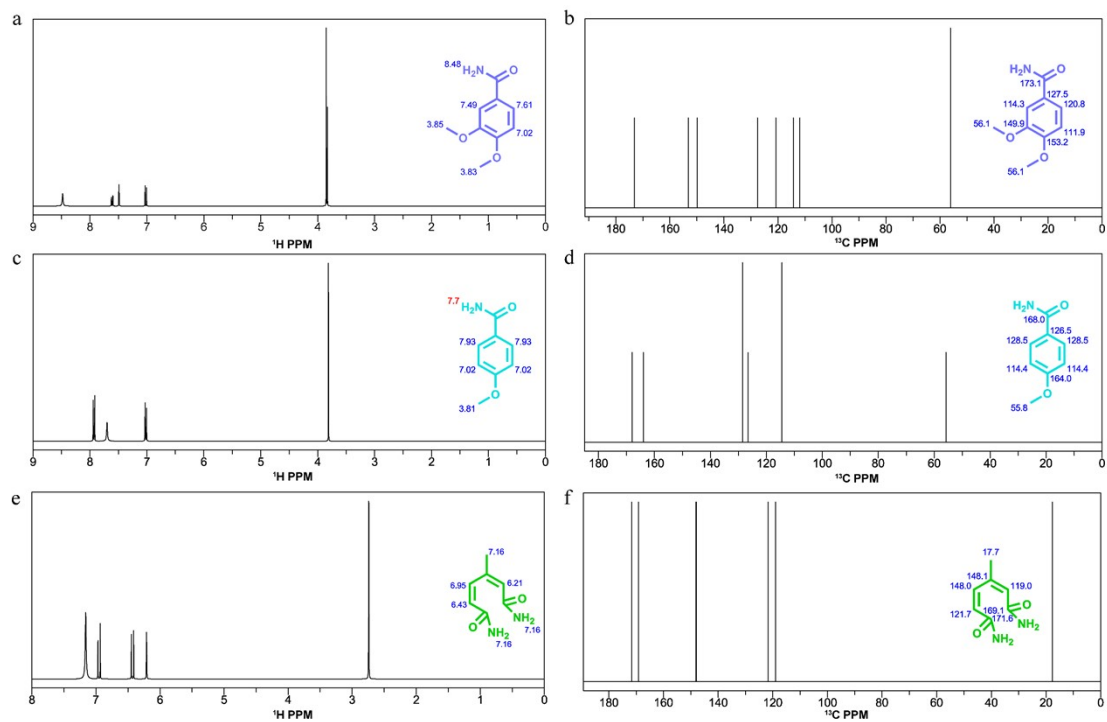 a
8.48
H₂N
O
7.49
7.61
3.85
O
7.02
O
3.83
9 8 7 6 5 4 3 2 1 0
¹H PPM
b
H₂N
O
173.1
127.5
114.3
120.8
56.1
149.9
O
111.9
153.2
O
56.1
180 160 140 120 100 80 60 40 20 0
¹³C PPM
c
7.7
H₂N
O
7.93
7.93
7.02
7.02
O
3.81
9 8 7 6 5 4 3 2 1 0
¹H PPM
d
H₂N
O
168.0
126.5
128.5
128.5
114.4
114.4
164.0
O
55.8
180 160 140 120 100 80 60 40 20 0
¹³C PPM
e
7.16
6.95
6.21
6.43
O
O
NH₂
7.16
NH₂
7.16
8 7 6 5 4 3 2 1 0
¹H PPM
f
17.7
148.1
148.0
119.0
121.7
169.1
O
O
171.6
NH₂
NH₂
180 160 140 120 100 80 60 40 20 0
¹³C PPM